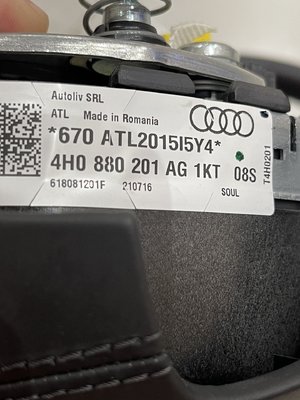 Autoliv SRL
ATL Made in Romania
*670 ATL2015I5Y4*
4H0 880 201 AG 1KT 08S
618081201F 210716 SOUL
T4H0201